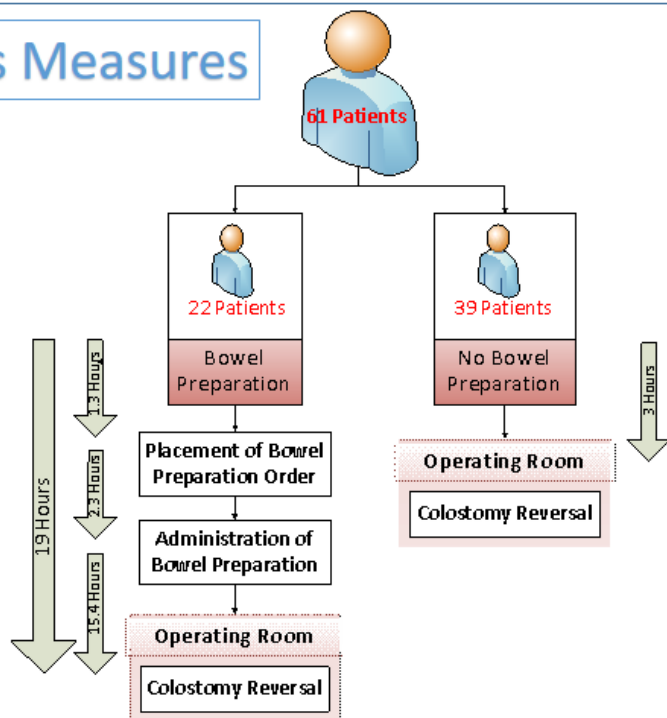 s Measures
61 Patients
22 Patients
39 Patients
Bowel
Preparation
No Bowel
Preparation
19 Hours
1.3 Hours
2.3 Hours
15.4 Hours
3 Hours
Placement of Bowel
Preparation Order
Administration of
Bowel Preparation
Operating Room
Colostomy Reversal
Operating Room
Colostomy Reversal